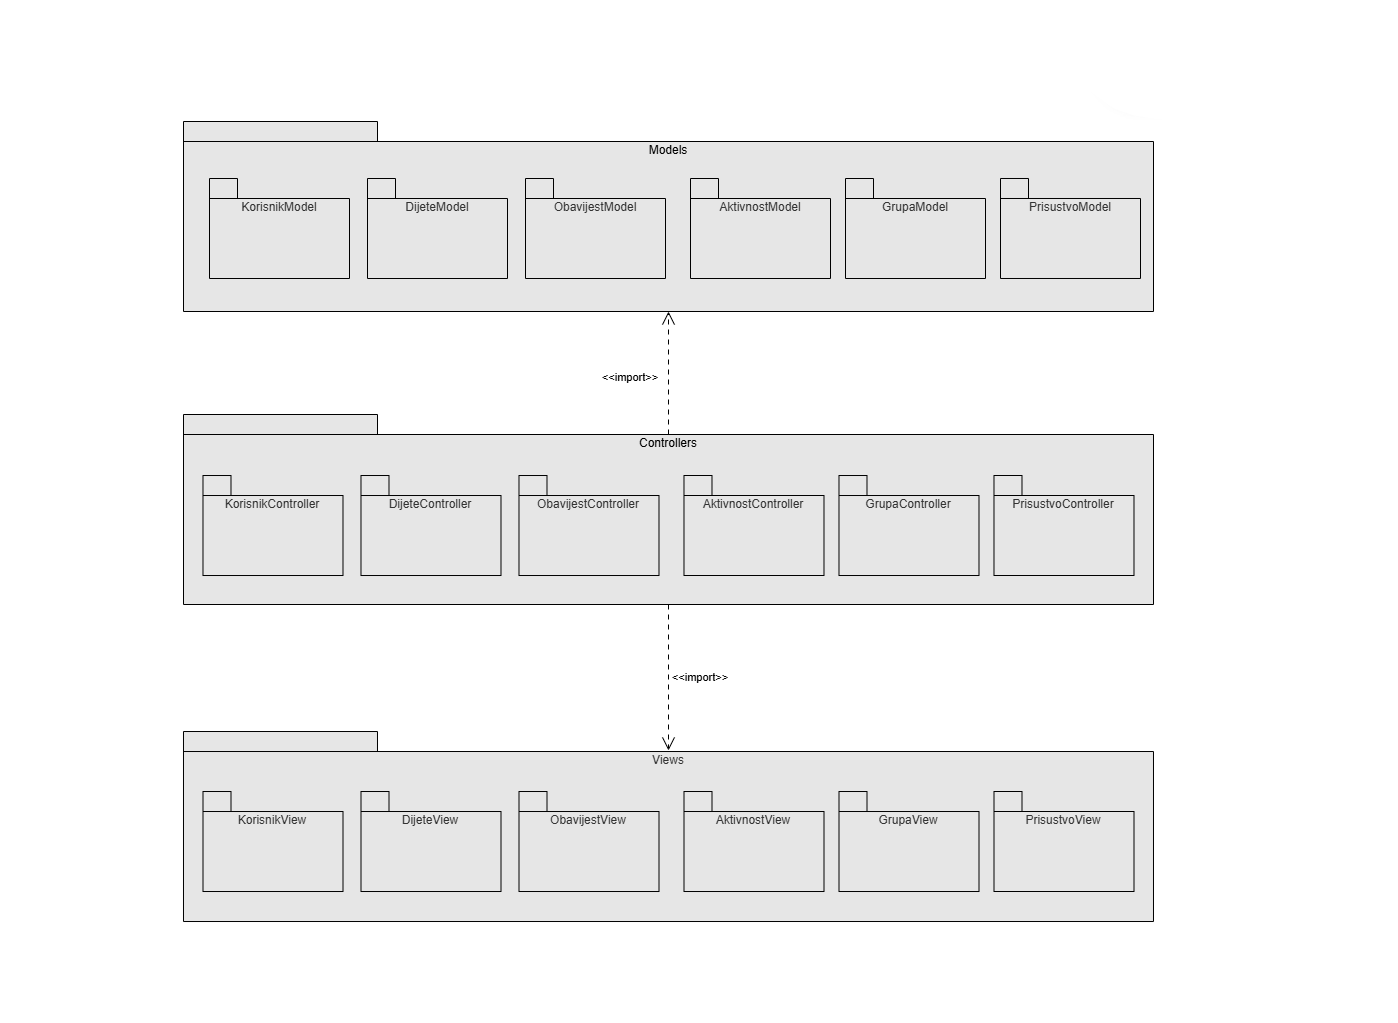 Models
KorisnikModel
DijeteModel
ObavijestModel
AktivnostModel
GrupaModel
PrisustvoModel
<<import>>
Controllers
KorisnikController
DijeteController
ObavijestController
AktivnostController
GrupaController
PrisustvoController
<<import>>
Views
KorisnikView
DijeteView
ObavijestView
AktivnostView
GrupaView
PrisustvoView